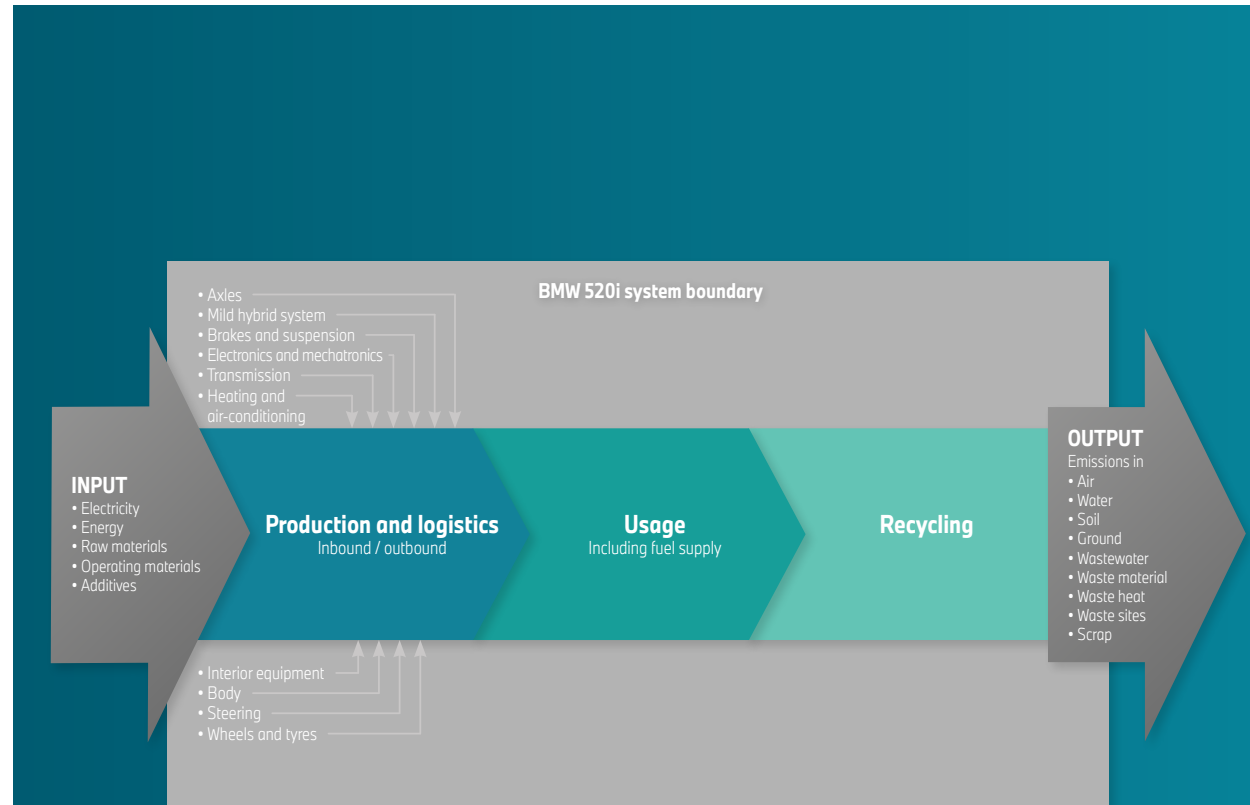 BMW 520i system boundary
• Axles
• Mild hybrid system
• Brakes and suspension
• Electronics and mechatronics
• Transmission
• Heating and
air-conditioning
INPUT
• Electricity
• Energy
• Raw materials
• Operating materials
• Additives
Production and logistics
Inbound / outbound
Usage
Including fuel supply
Recycling
OUTPUT
Emissions in
• Air
• Water
• Soil
• Ground
• Wastewater
• Waste material
• Waste heat
• Waste sites
• Scrap
• Interior equipment
• Body
• Steering
• Wheels and tyres